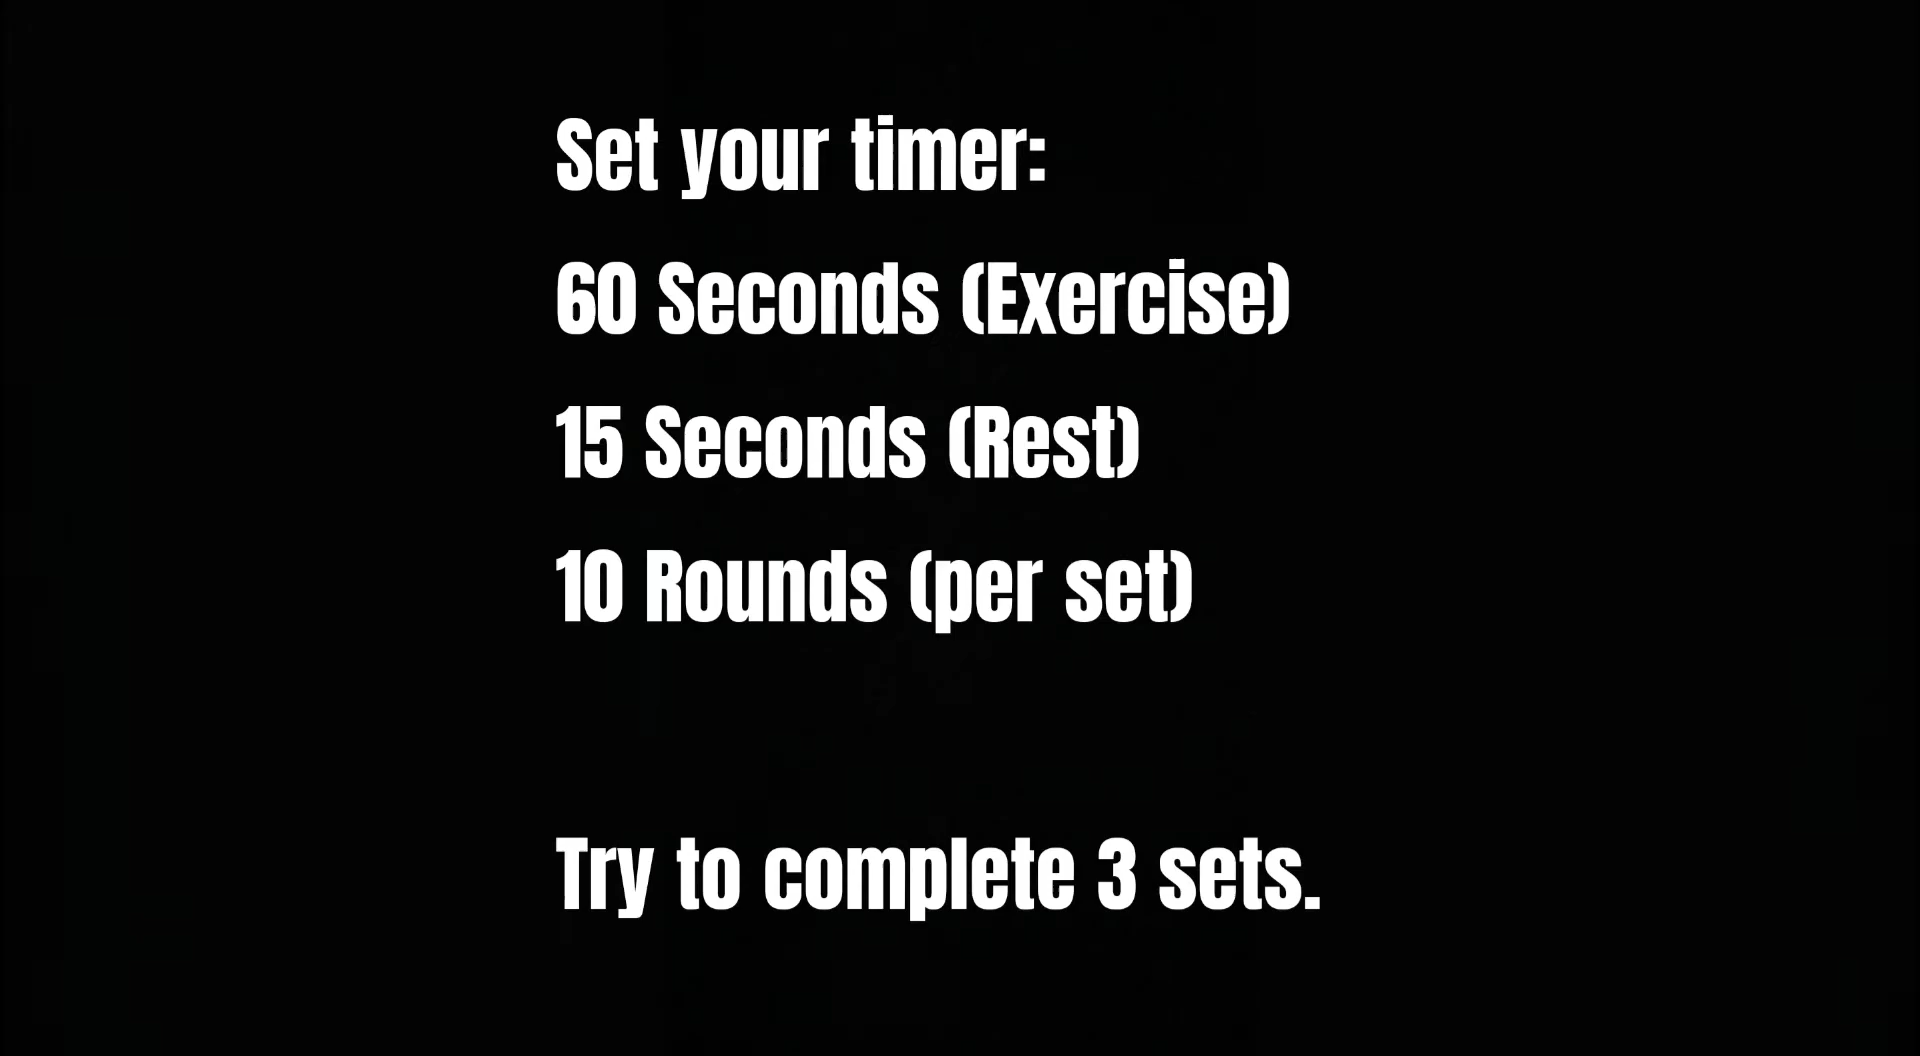 Set your timer:
60 Seconds (Exercise)
15 Seconds (Rest)
10 Rounds (per set)
Try to complete 3 sets.